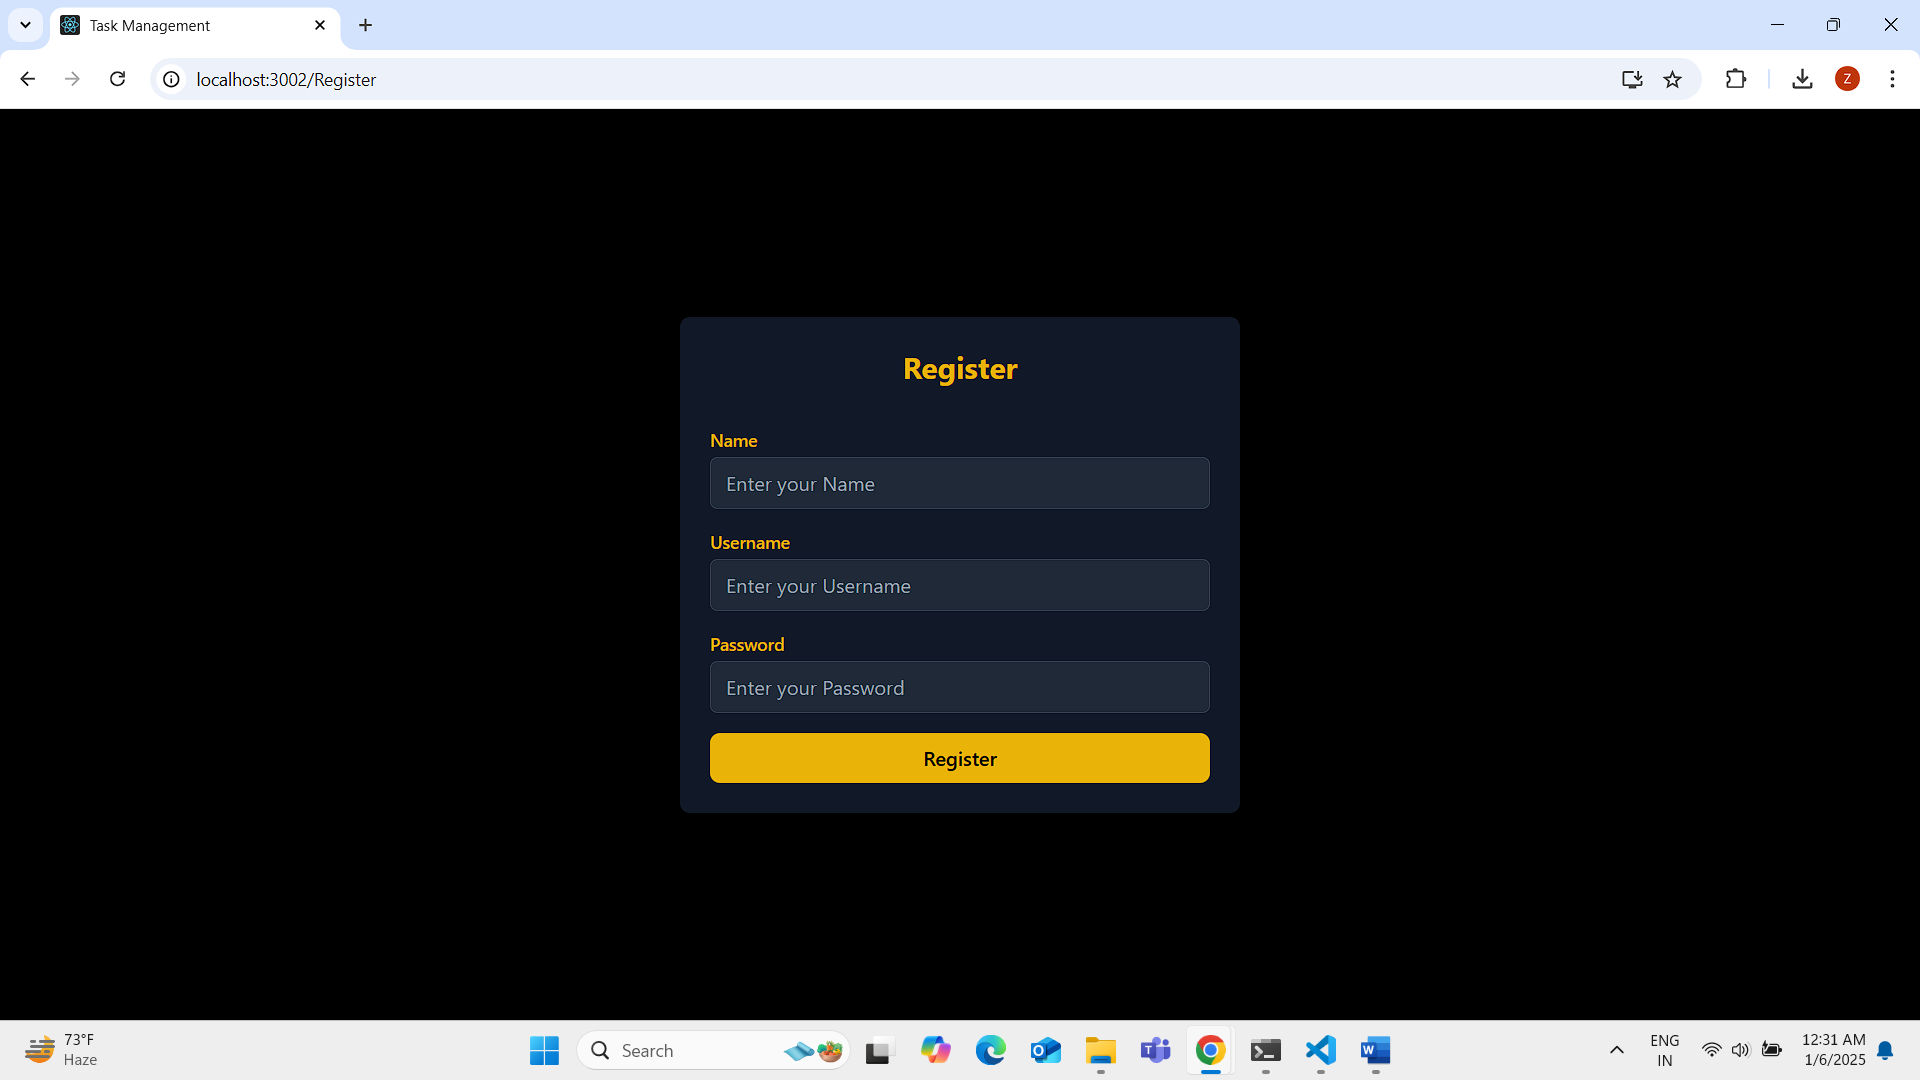 Task Management
localhost:3002/Register
Z
Register
Name
Enter your Name
Username
Enter your Username
Password
Enter your Password
Register
73°F
Haze
Search
ENG
IN
12:31 AM
1/6/2025